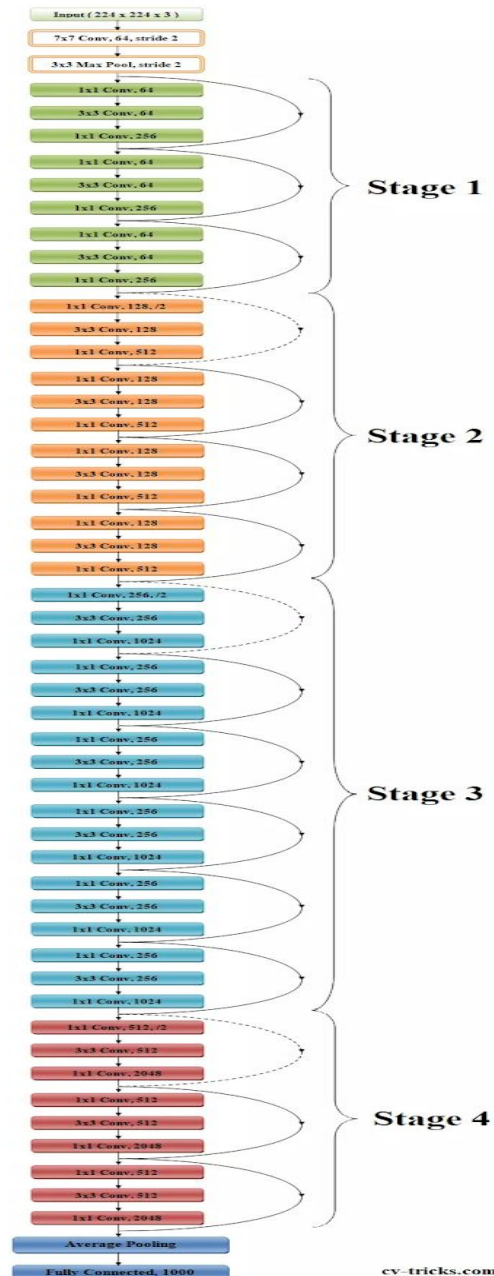 Input (224 x 224 x 3)
7x7 Conv, 64, stride 2
3x3 Max Pool, stride 2
1x1 Conv, 64
3x3 Conv, 64
1x1 Conv, 256
1x1 Conv, 64
3x3 Conv, 64
1x1 Conv, 256
1x1 Conv, 64
3x3 Conv, 64
1x1 Conv, 256
Stage 1
1x1 Conv, 128, /2
3x3 Conv, 128
1x1 Conv, 512
1x1 Conv, 128
3x3 Conv, 128
1x1 Conv, 512
1x1 Conv, 128
3x3 Conv, 128
1x1 Conv, 512
1x1 Conv, 128
3x3 Conv, 128
1x1 Conv, 512
Stage 2
1x1 Conv, 256, /2
3x3 Conv, 256
1x1 Conv, 1024
1x1 Conv, 256
3x3 Conv, 256
1x1 Conv, 1024
1x1 Conv, 256
3x3 Conv, 256
1x1 Conv, 1024
1x1 Conv, 256
3x3 Conv, 256
1x1 Conv, 1024
1x1 Conv, 256
3x3 Conv, 256
1x1 Conv, 1024
1x1 Conv, 256
3x3 Conv, 256
1x1 Conv, 1024
Stage 3
1x1 Conv, 512, /2
3x3 Conv, 512
1x1 Conv, 2048
1x1 Conv, 512
3x3 Conv, 512
1x1 Conv, 2048
1x1 Conv, 512
3x3 Conv, 512
1x1 Conv, 2048
Stage 4
Average Pooling
Fully Connected, 1000
cv-tricks.com